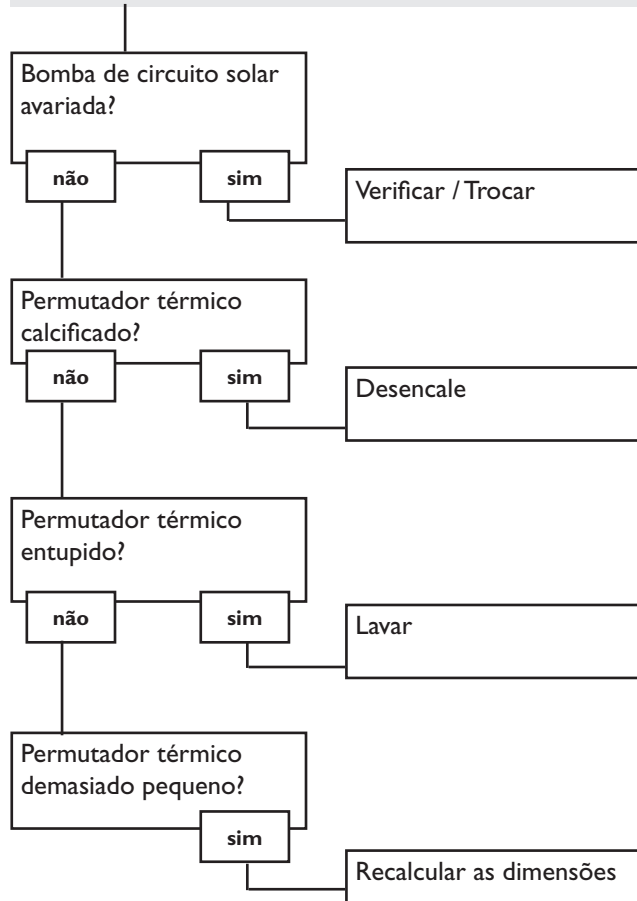 Bomba de circuito solar
avariada?
não
sim
Verificar / Trocar
Permutador térmico
calcificado?
não
sim
Desencale
Permutador térmico
entupido?
não
sim
Lavar
Permutador térmico
demasiado pequeno?
sim
Recalcular as dimensões